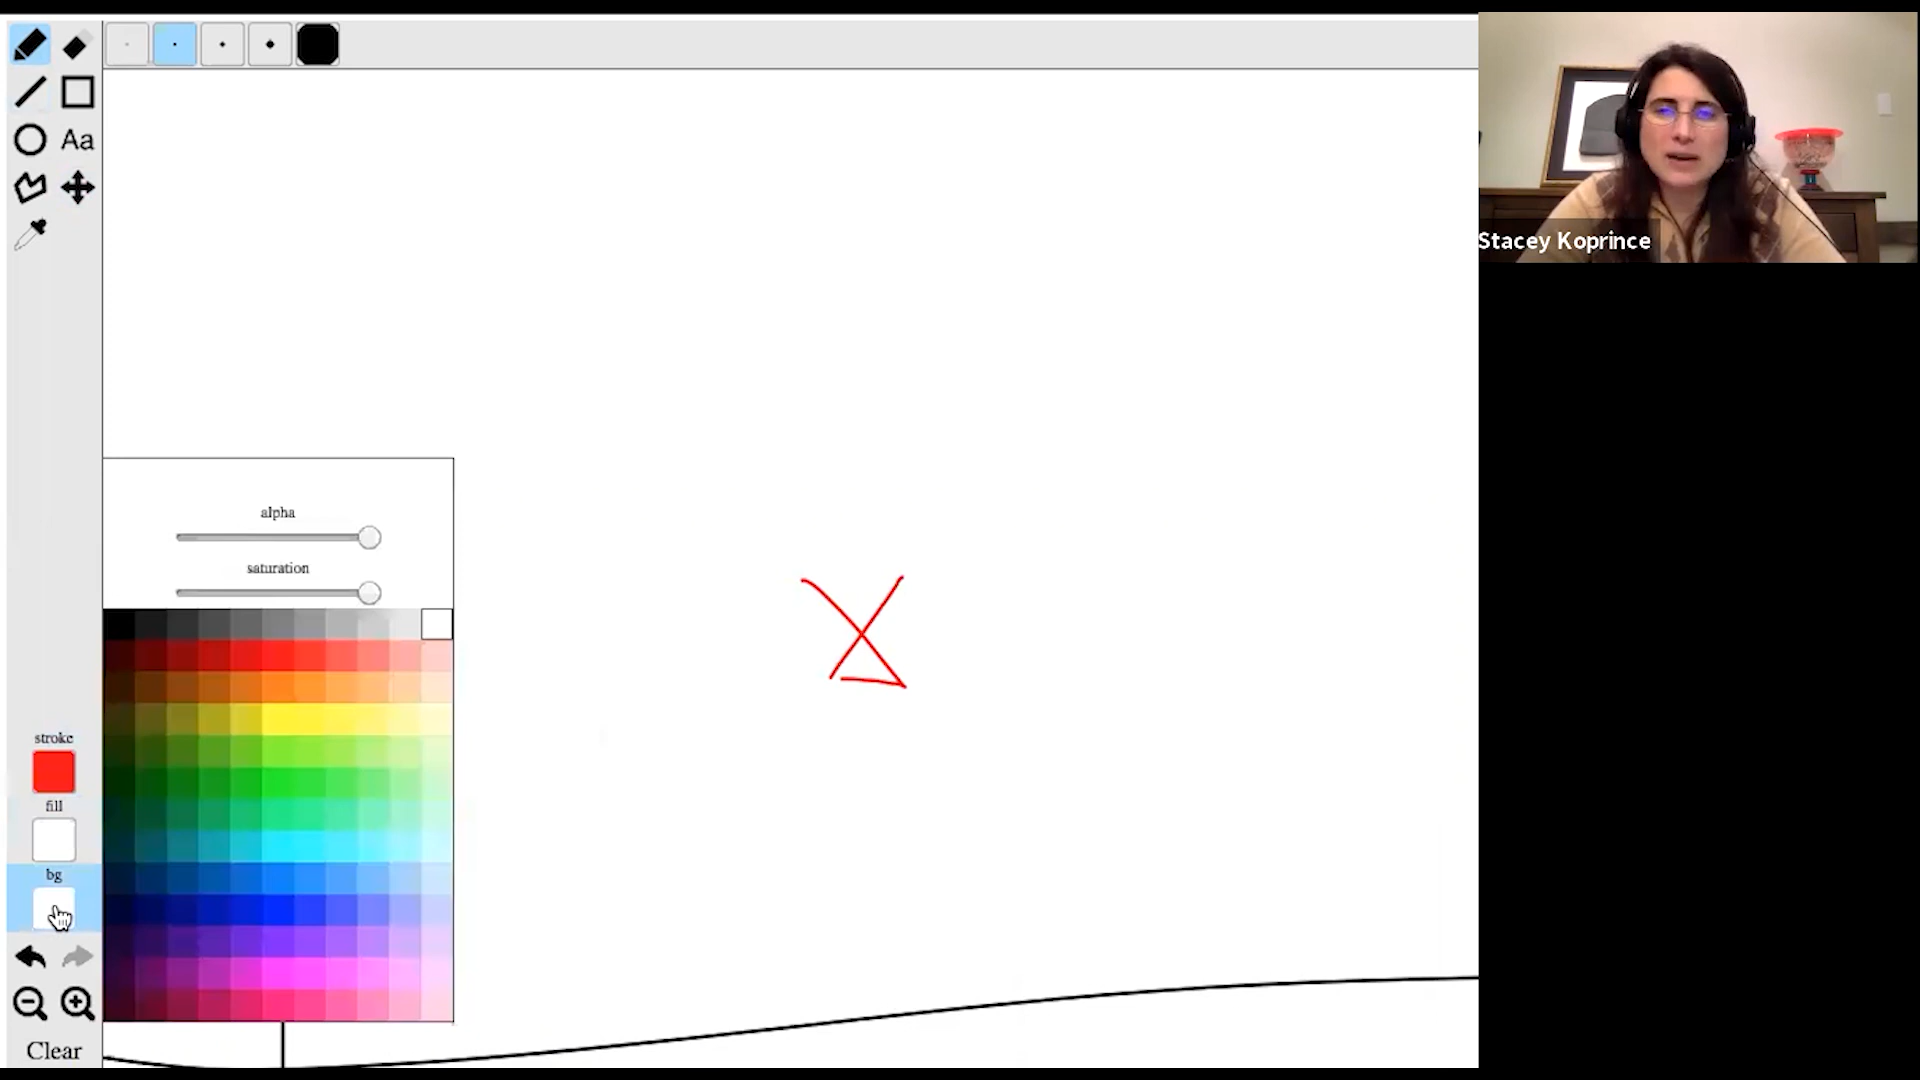 Aa
alpha
saturation
stroke
fill
bg
Clear
Stacey Koprince